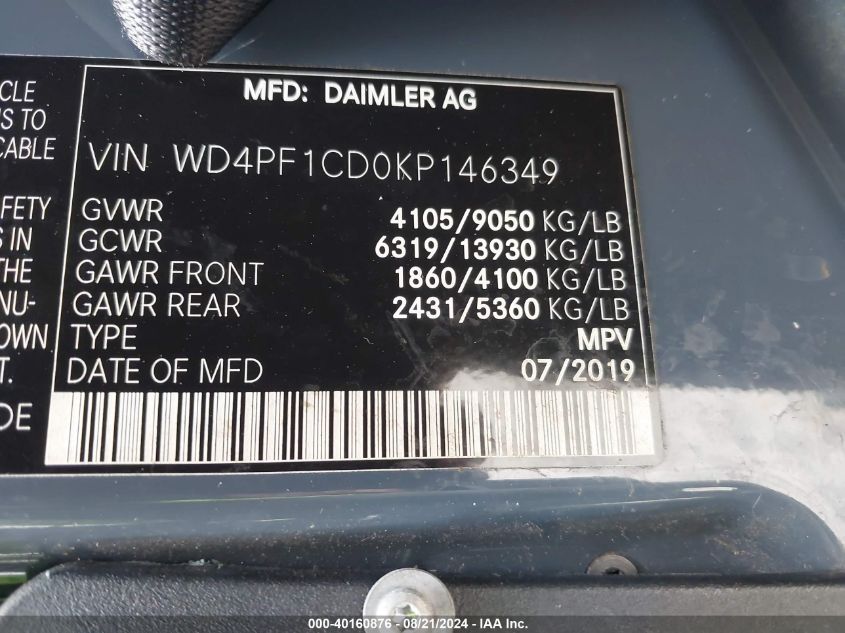 MFD: DAIMLER AG
CLE
S TO
CABLE
VIN WD4PF1CD0KP146349
FETY
S IN
THE
NU-
OWN
T.
DE
GVWR 4105/9050 KG/LB
GCWR 6319/13930 KG/LB
GAWR FRONT 1860/4100 KG/LB
GAWR REAR 2431/5360 KG/LB
TYPE MPV
DATE OF MFD 07/2019
000-40160876 - 08/21/2024 - IAA Inc.